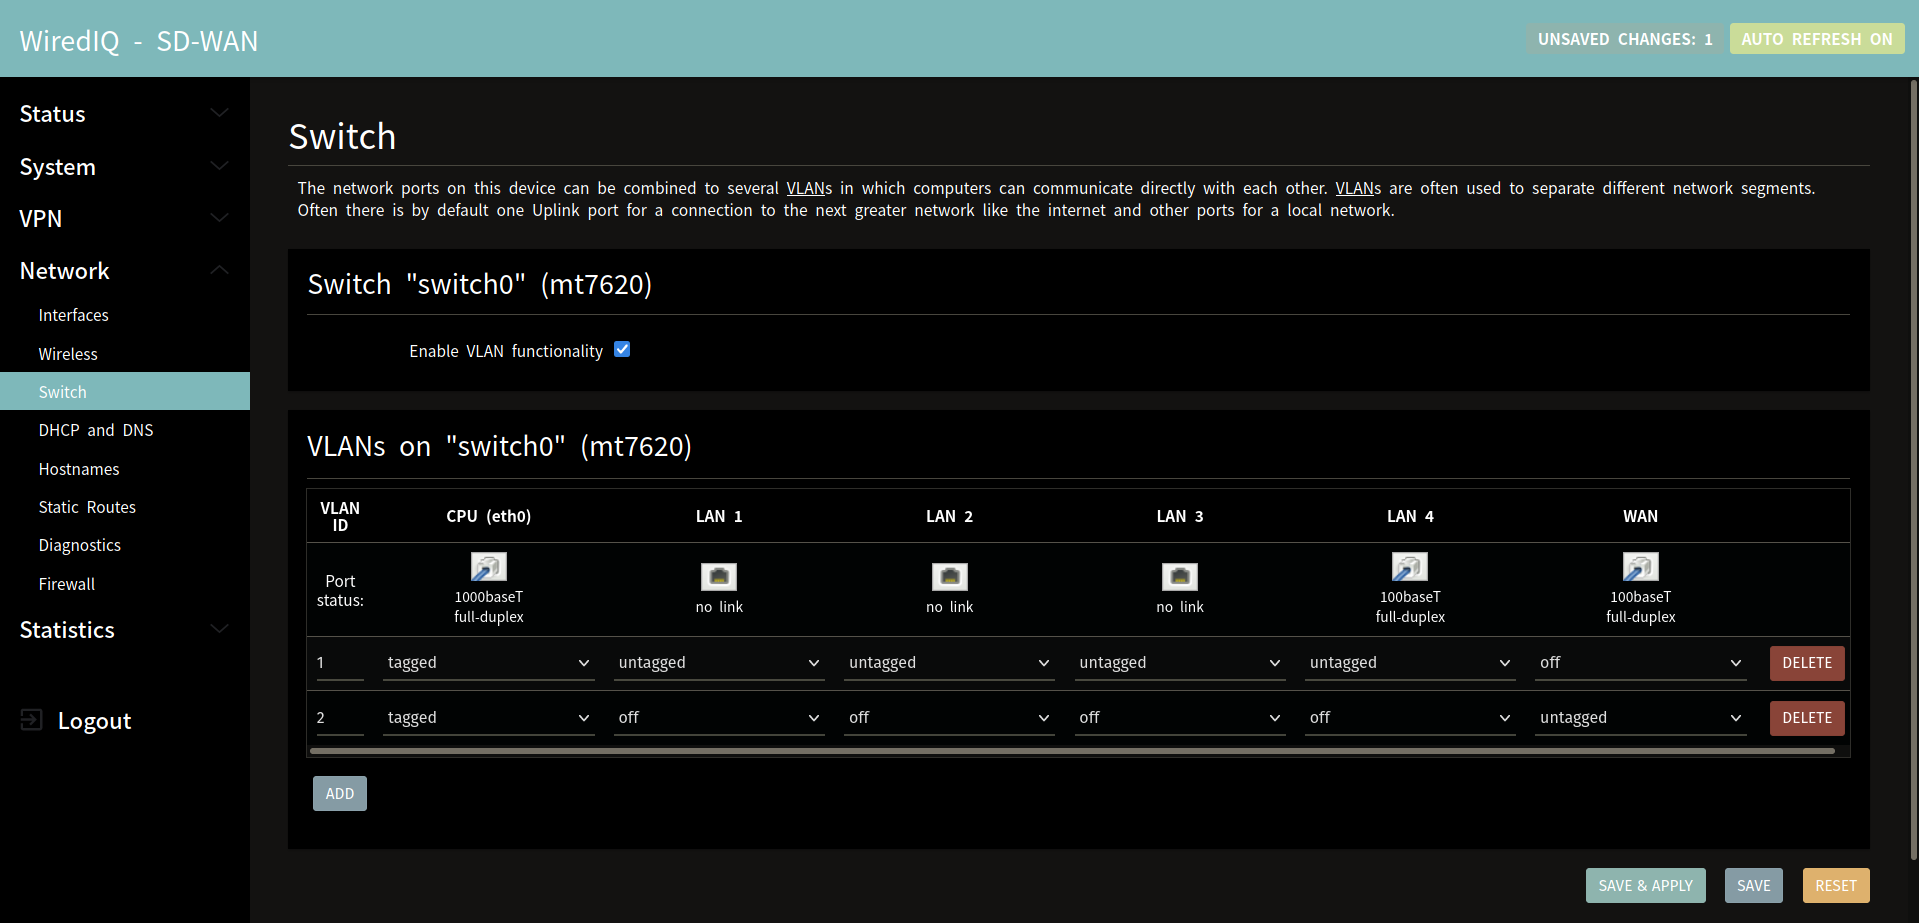 WiredIQ - SD-WAN
UNSAVED CHANGES: 1
AUTO REFRESH ON
Status
System
VPN
Network
Interfaces
Wireless
Switch
DHCP and DNS
Hostnames
Static Routes
Diagnostics
Firewall
Statistics
Logout
Switch
The network ports on this device can be combined to several VLANs in which computers can communicate directly with each other. VLANs are often used to separate different network segments.
Often there is by default one Uplink port for a connection to the next greater network like the internet and other ports for a local network.
Switch "switch0" (mt7620)
Enable VLAN functionality
VLANs on "switch0" (mt7620)
VLAN ID CPU (eth0) LAN 1 LAN 2 LAN 3 LAN 4 WAN
Port status: 1000baseT full-duplex no link no link no link 100baseT full-duplex 100baseT full-duplex
1 tagged untagged untagged untagged untagged off DELETE
2 tagged off off off off untagged DELETE
ADD
SAVE & APPLY SAVE RESET